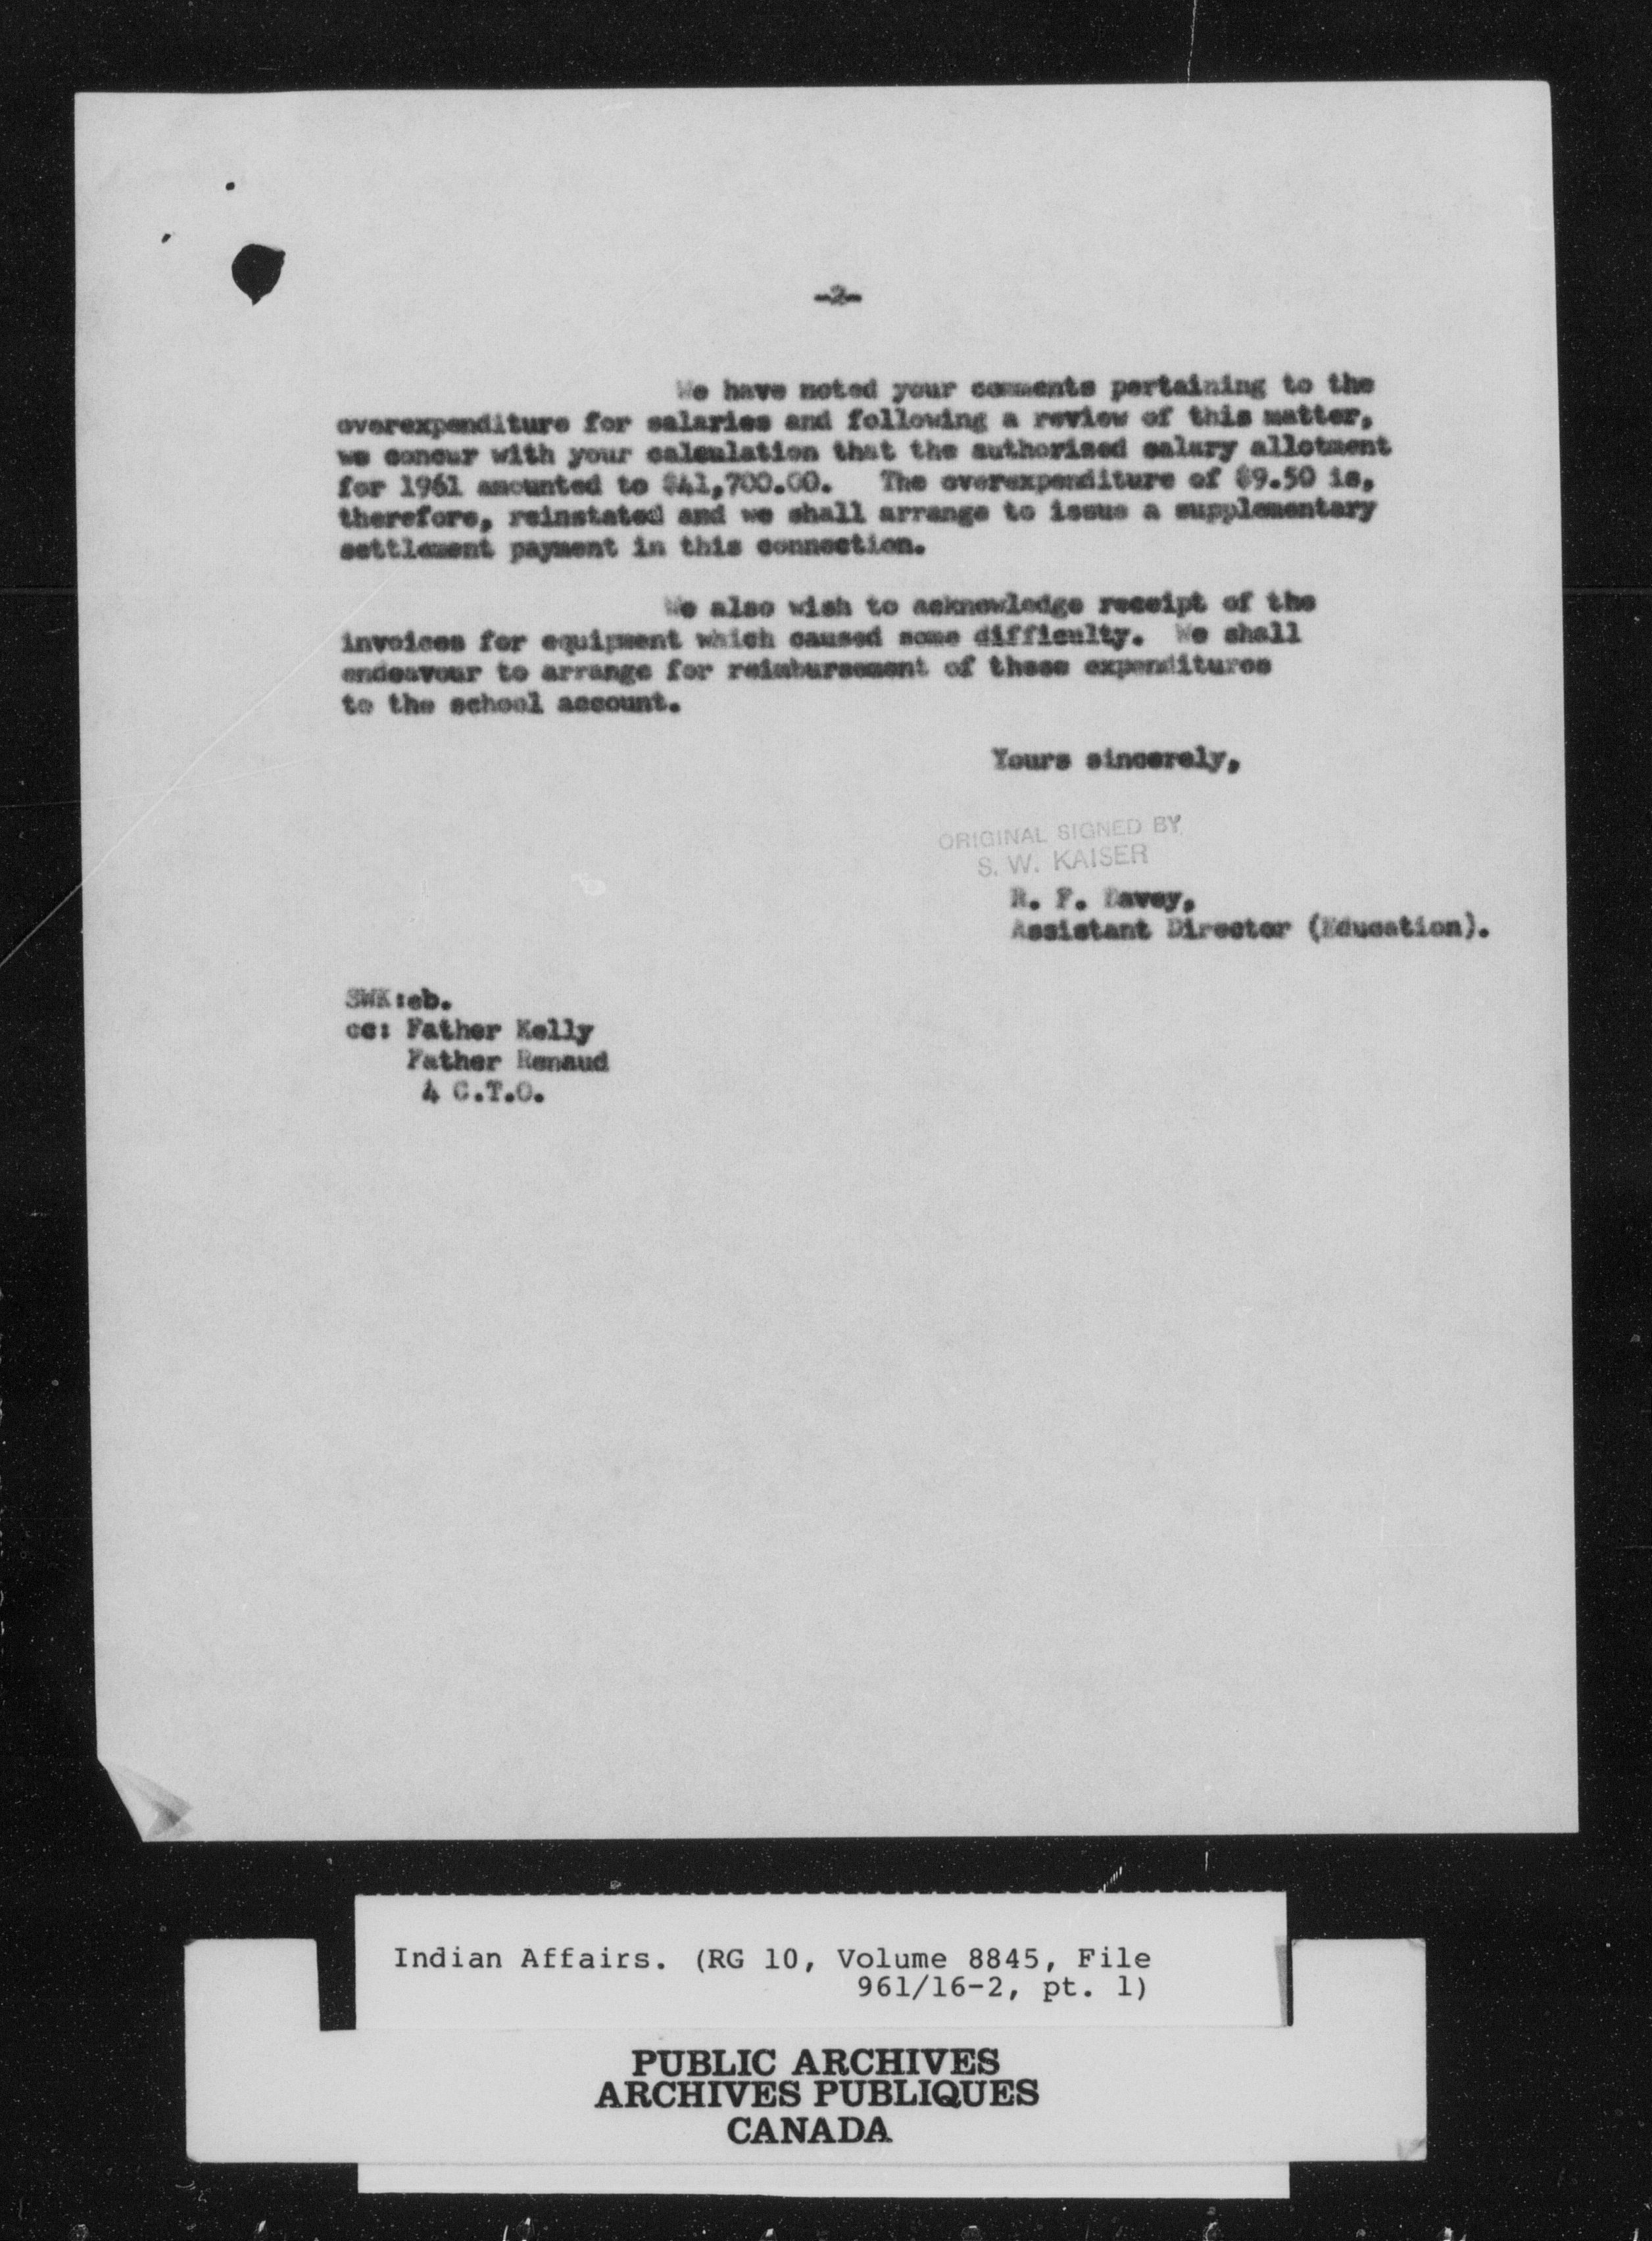 -2-
We have noted your comments pertaining to the
overexpenditure for salaries and following a review of this matter,
we concur with your calculation that the authorized salary allotment
for 1961 amounted to $41,700.00. The overexpenditure of $9.50 is,
therefore, reinstated and we shall arrange to issue a supplementary
settlement payment in this connection.
We also wish to acknowledge receipt of the
invoices for equipment which caused some difficulty. We shall
endeavour to arrange for reimbursement of these expenditures
to the school account.
Yours sincerely,
ORIGINAL SIGNED BY
S. W. KAISER
R. F. Davey,
Assistant Director (Education).
SWK:eb.
cc: Father Kelly
Father Renaud
4 C.T.O.
Indian Affairs. (RG 10, Volume 8845, File
961/16-2, pt. 1)
PUBLIC ARCHIVES
ARCHIVES PUBLIQUES
CANADA